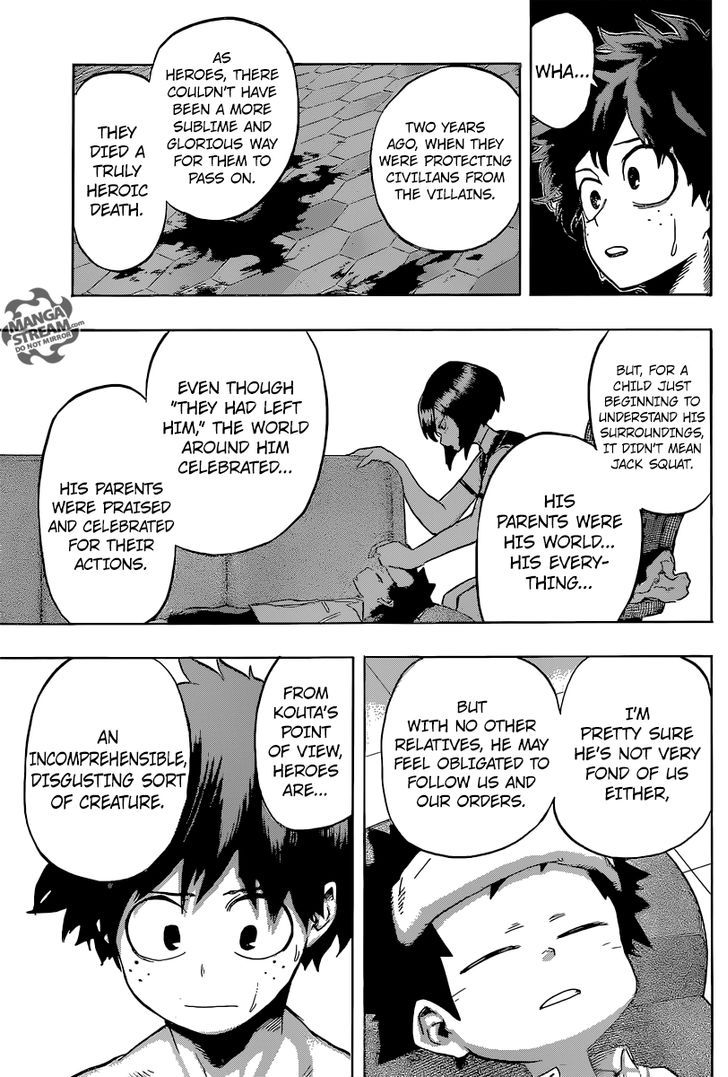 WHA...
TWO YEARS
AGO, WHEN THEY
WERE PROTECTING
CIVILIANS FROM
THE VILLAINS.
AS
HEROES, THERE
COULDN'T HAVE
BEEN A MORE
SUBLIME AND
GLORIOUS WAY
FOR THEM TO
PASS ON.
THEY
DIED A
TRULY
HEROIC
DEATH.
MANGA
STREAM.com
DO NOT MIRROR
BUT, FOR A
CHILD JUST
BEGINNING TO
UNDERSTAND HIS
SURROUNDINGS,
IT DIDN'T MEAN
JACK SQUAT.
HIS
PARENTS WERE
HIS WORLD...
HIS EVERY-
THING...
EVEN THOUGH
"THEY HAD LEFT
HIM," THE WORLD
AROUND HIM
CELEBRATED...
HIS PARENTS
WERE PRAISED
AND CELEBRATED
FOR THEIR
ACTIONS.
I'M
PRETTY SURE
HE'S NOT VERY
FOND OF US
EITHER,
BUT
WITH NO OTHER
RELATIVES, HE MAY
FEEL OBLIGATED TO
FOLLOW US AND
OUR ORDERS.
FROM
KOUTA'S
POINT
OF VIEW,
HEROES
ARE...
AN
INCOMPREHENSIBLE,
DISGUSTING SORT
OF CREATURE.